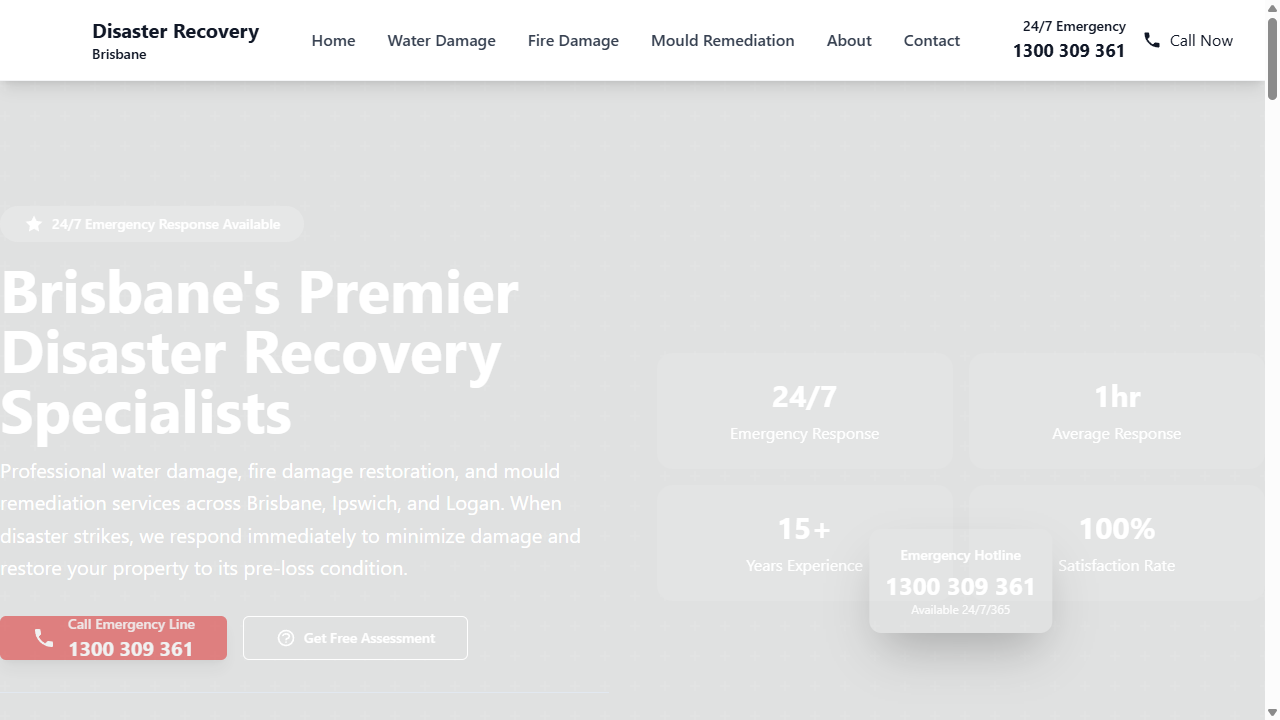 Disaster Recovery
Brisbane
Home
Water Damage
Fire Damage
Mould Remediation
About
Contact
24/7 Emergency
1300 309 361
Call Now
24/7 Emergency Response Available
Brisbane's Premier
Disaster Recovery
Specialists
Professional water damage, fire damage restoration, and mould
remediation services across Brisbane, Ipswich, and Logan. When
disaster strikes, we respond immediately to minimize damage and
restore your property to its pre-loss condition.
Call Emergency Line
1300 309 361
Get Free Assessment
24/7
Emergency Response
1hr
Average Response
15+
Years Experience
100%
Satisfaction Rate
Emergency Hotline
1300 309 361
Available 24/7/365